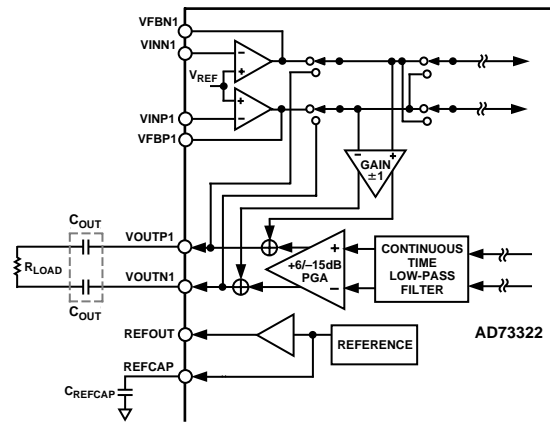 VFBN1
VINN1
VREF
VINP1
VFBP1
− +
+ −
− +
GAIN
±1
COUT
VOUTP1
RLOAD
VOUTN1
COUT
+6/–15dB
PGA
+
−
CONTINUOUS
TIME
LOW-PASS
FILTER
REFOUT
REFERENCE
AD73322
REFCAP
CREFCAP